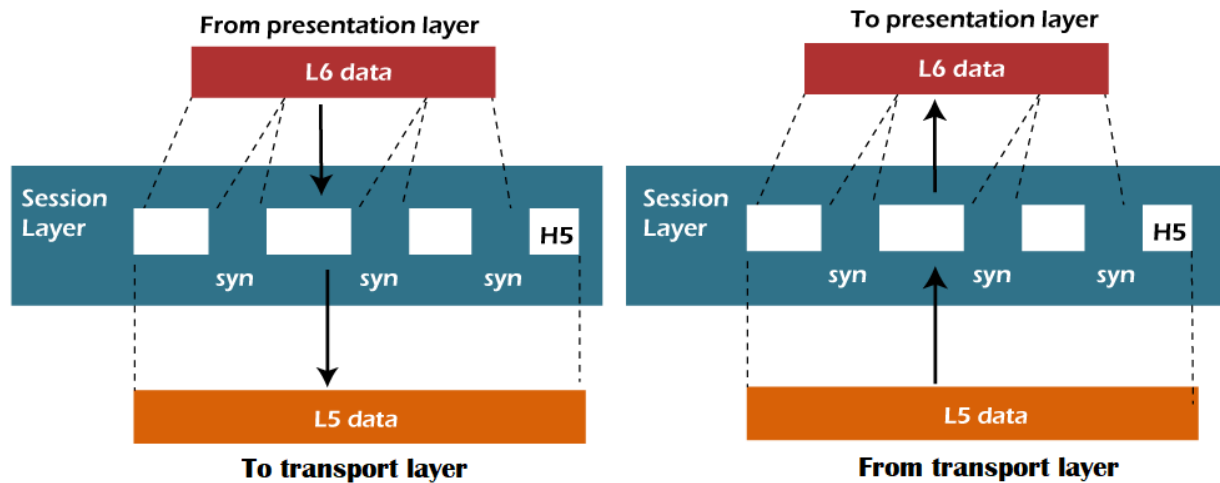 From presentation layer
L6 data
Session
Layer
H5
syn
syn
syn
L5 data
To transport layer
To presentation layer
L6 data
Session
Layer
H5
syn
syn
syn
L5 data
From transport layer